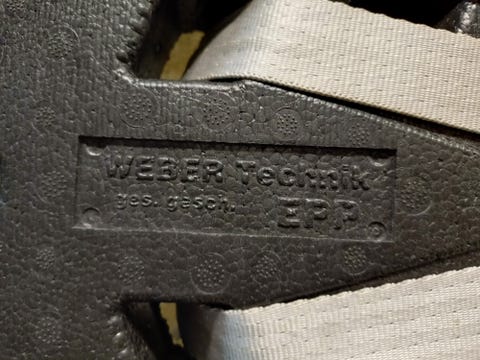 WEBER Technik
ges. gesch. EPP